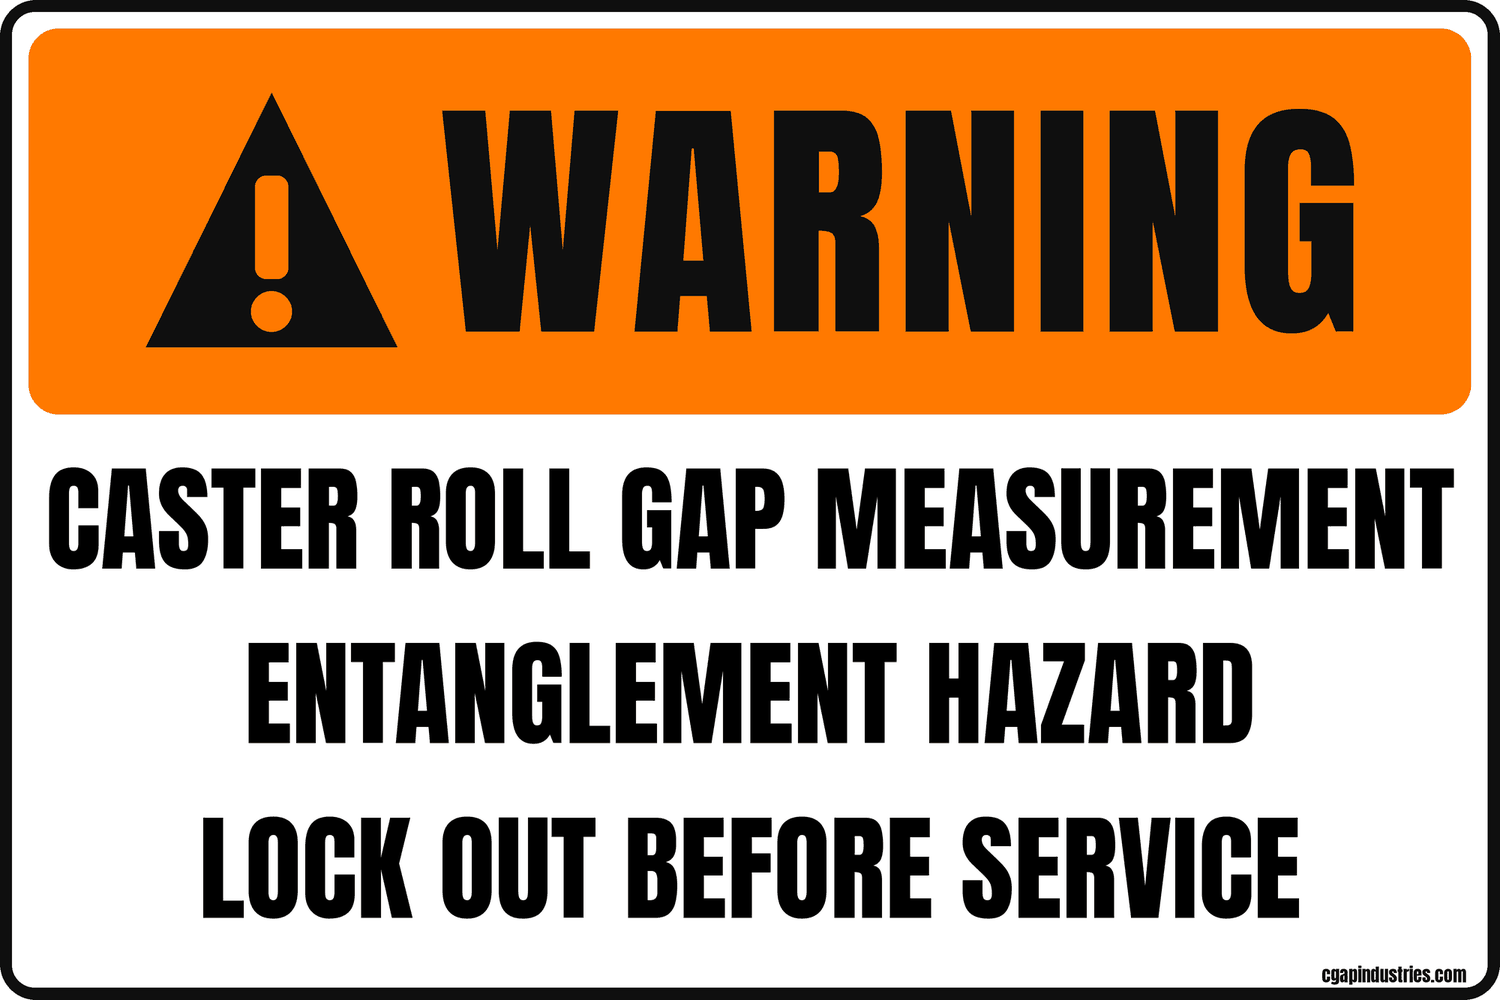 WARNING
CASTER ROLL GAP MEASUREMENT
ENTANGLEMENT HAZARD
LOCK OUT BEFORE SERVICE
cgapindustries.com